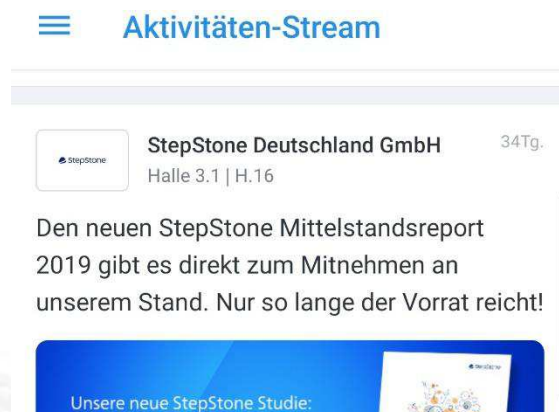 Aktivitäten-Stream
StepStone
StepStone Deutschland GmbH
34Tg.
Halle 3.1 | H.16
Den neuen StepStone Mittelstandsreport
2019 gibt es direkt zum Mitnehmen an
unserem Stand. Nur so lange der Vorrat reicht!
Unsere neue StepStone Studie: